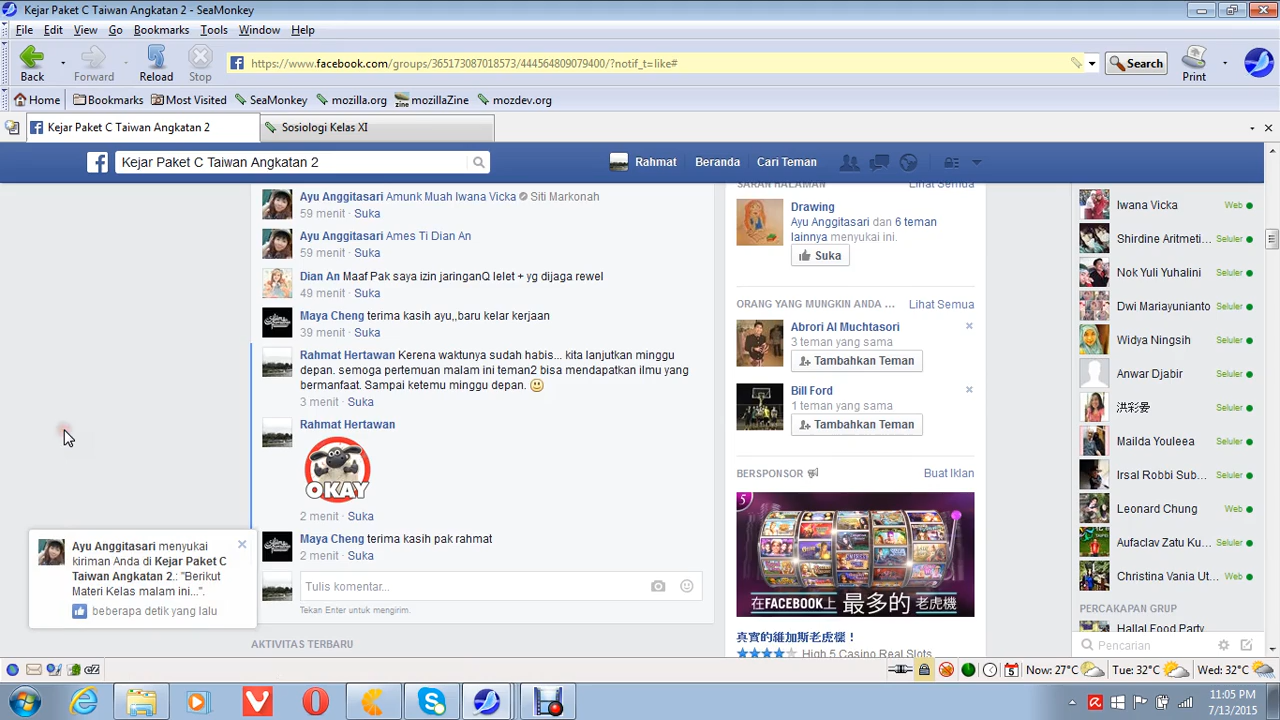 Kejar Paket C Taiwan Angkatan 2 - SeaMonkey
File Edit View Go Bookmarks Tools Window Help
Back Forward Reload Stop
https://www.facebook.com/groups/365173087018573/444564809079400/?notif_t=like#
Search
Print
Home Bookmarks Most Visited SeaMonkey mozilla.org mozillaZine mozdev.org
Kejar Paket C Taiwan Angkatan 2
Sosiologi Kelas XI
Kejar Paket C Taiwan Angkatan 2
Rahmat Beranda Cari Teman
Ayu Anggitasari Amunk Muah Iwana Vicka Siti Markonah
59 menit · Suka
Ayu Anggitasari Ames Ti Dian An
59 menit · Suka
Dian An Maaf Pak saya izin jaringanQ lelet + yg dijaga rewel
49 menit · Suka
Maya Cheng terima kasih ayu,,baru kelar kerjaan
39 menit · Suka
Rahmat Hertawan Kerena waktunya sudah habis... kita lanjutkan minggu
depan. semoga pertemuan malam ini teman2 bisa mendapatkan ilmu yang
bermanfaat. Sampai ketemu minggu depan.
3 menit · Suka
Rahmat Hertawan
OKAY
2 menit · Suka
Maya Cheng terima kasih pak rahmat
2 menit · Suka
Tulis komentar...
Tekan Enter untuk mengirim.
AKTIVITAS TERBARU
Ayu Anggitasari menyukai
kiriman Anda di Kejar Paket C
Taiwan Angkatan 2.: "Berikut
Materi Kelas malam ini...".
beberapa detik yang lalu
SARAN HALAMAN Lihat Semua
Drawing
Ayu Anggitasari dan 6 teman
lainnya menyukai ini.
Suka
ORANG YANG MUNGKIN ANDA ... Lihat Semua
Abrori Al Muchtasori
3 teman yang sama
Tambahkan Teman
Bill Ford
1 teman yang sama
Tambahkan Teman
BERSPONSOR Buat Iklan
5
在FACEBOOK上 最多的 老虎機
真實的維加斯老虎機！
High 5 Casino Real Slots
Iwana Vicka Web
Shirdine Aritmeti... Seluler
Nok Yuli Yuhalini Seluler
Dwi Mariayunianto Seluler
Widya Ningsih Seluler
Anwar Djabir Seluler
洪彩晏 Seluler
Mailda Youleea Seluler
Irsal Robbi Sub... Seluler
Leonard Chung Web
Aufaclav Zatu Ku... Seluler
Christina Vania Ut... Web
PERCAKAPAN GRUP
Hallal Food Party
Pencarian
5
Now: 27°C Tue: 32°C Wed: 32°C
11:05 PM
7/13/2015